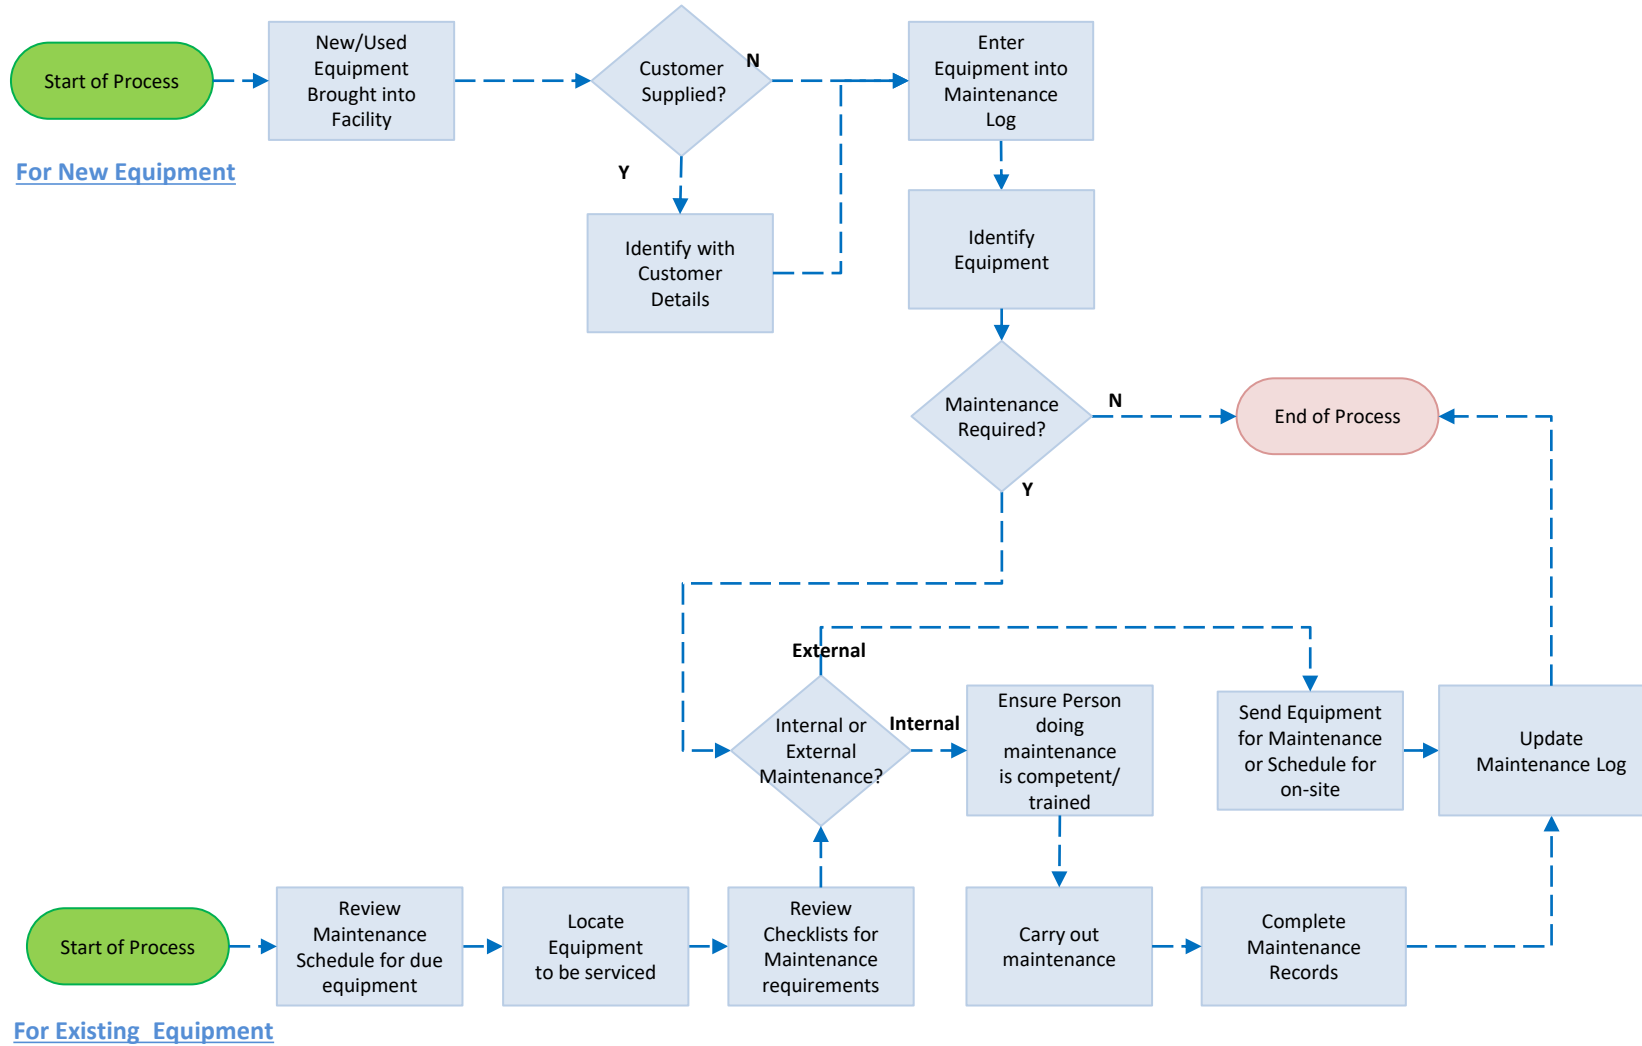 Start of Process
New/Used
Equipment
Brought into
Facility
Customer
Supplied?
N
Enter
Equipment into
Maintenance
Log
For New Equipment
Y
Identify with
Customer
Details
Identify
Equipment
Maintenance
Required?
N
End of Process
Y
External
Internal or
External
Maintenance?
Internal
Ensure Person
doing
maintenance
is competent/
trained
Send Equipment
for Maintenance
or Schedule for
on-site
Update
Maintenance Log
Start of Process
Review
Maintenance
Schedule for due
equipment
Locate
Equipment
to be serviced
Review
Checklists for
Maintenance
requirements
Carry out
maintenance
Complete
Maintenance
Records
For Existing  Equipment